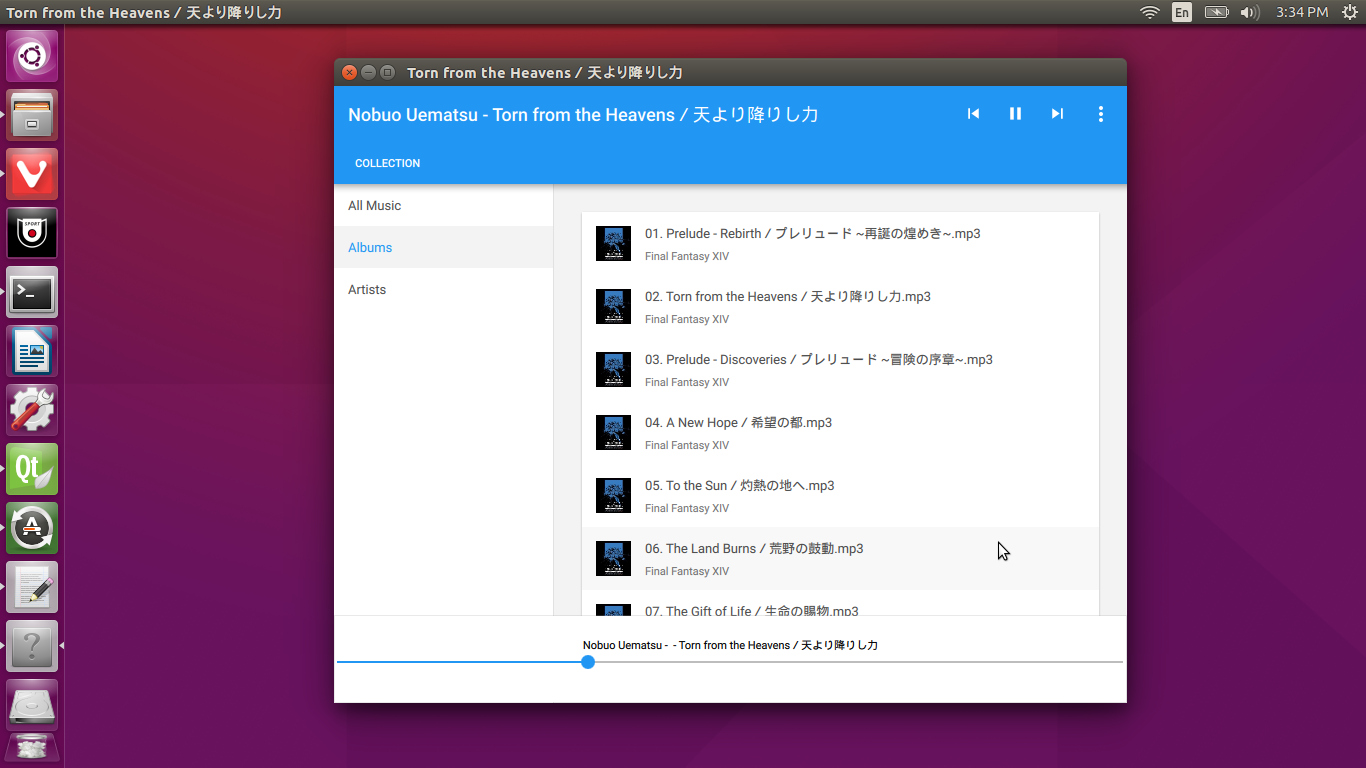 Torn from the Heavens / 天より降りし力
En
3:34 PM
Torn from the Heavens / 天より降りし力
Nobuo Uematsu - Torn from the Heavens / 天より降りし力
COLLECTION
All Music
Albums
Artists
01. Prelude - Rebirth / プレリュード ~再誕の煌めき~.mp3
Final Fantasy XIV
02. Torn from the Heavens / 天より降りし力.mp3
Final Fantasy XIV
03. Prelude - Discoveries / プレリュード ~冒険の序章~.mp3
Final Fantasy XIV
04. A New Hope / 希望の都.mp3
Final Fantasy XIV
05. To the Sun / 灼熱の地へ.mp3
Final Fantasy XIV
06. The Land Burns / 荒野の鼓動.mp3
Final Fantasy XIV
07. The Gift of Life / 生命の賜物.mp3
Nobuo Uematsu - - Torn from the Heavens / 天より降りし力
SPORT
>_
Qt
A
?